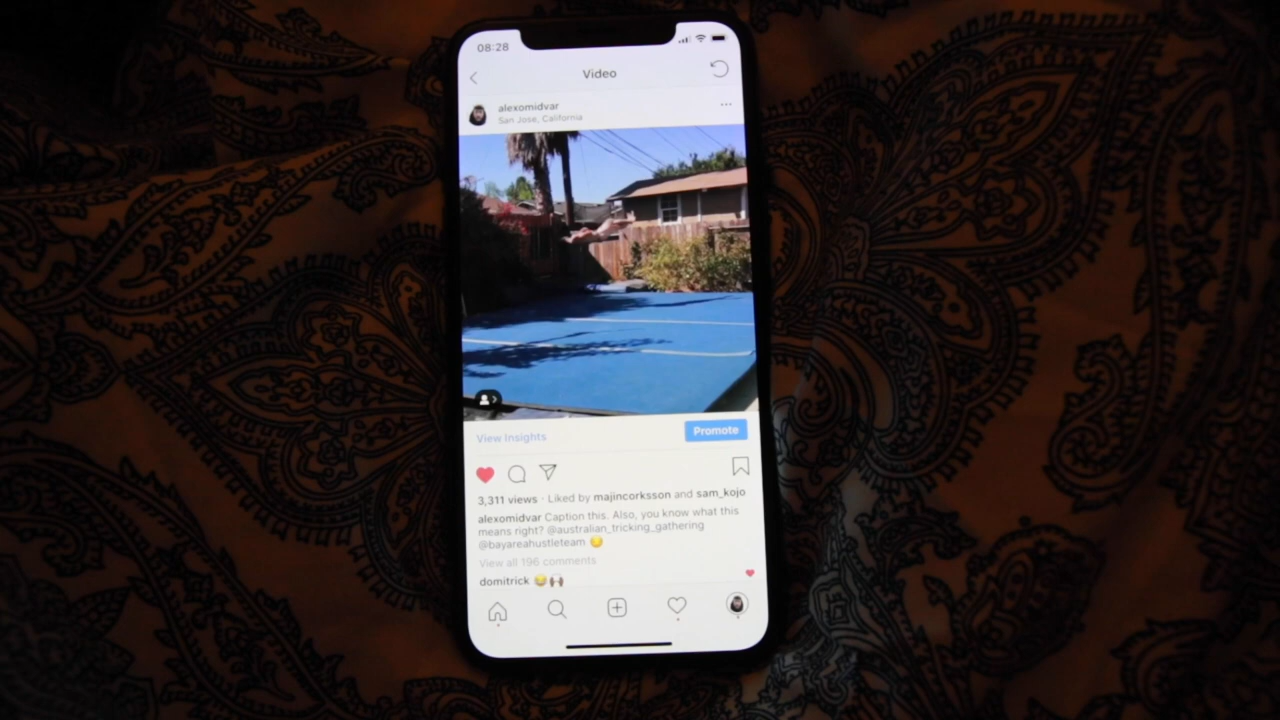 08:28
Video
alexomidvar
San Jose, California
View Insights
Promote
3,311 views · Liked by majincorksson and sam_kojo
alexomidvar Caption this. Also, you know what this
means right? @australian_tricking_gathering
@bayareahustleteam 😏
View all 196 comments
domitrick 😂🙌